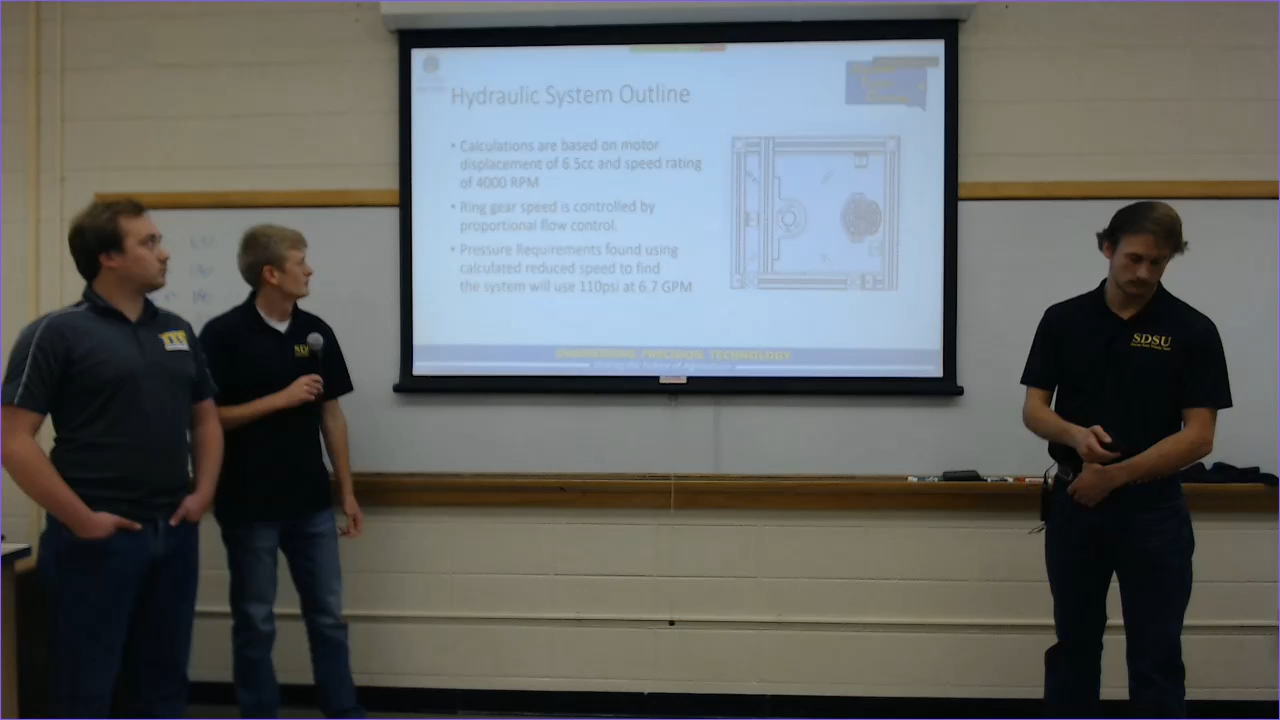 Hydraulic System Outline
• Calculations are based on motor
displacement of 6.5cc and speed rating
of 4000 RPM
• Ring gear speed is controlled by
proportional flow control.
• Pressure Requirements found using
calculated reduced speed to find
the system will use 110psi at 6.7 GPM
ENGINEERING PRECISION TECHNOLOGY
SDSU